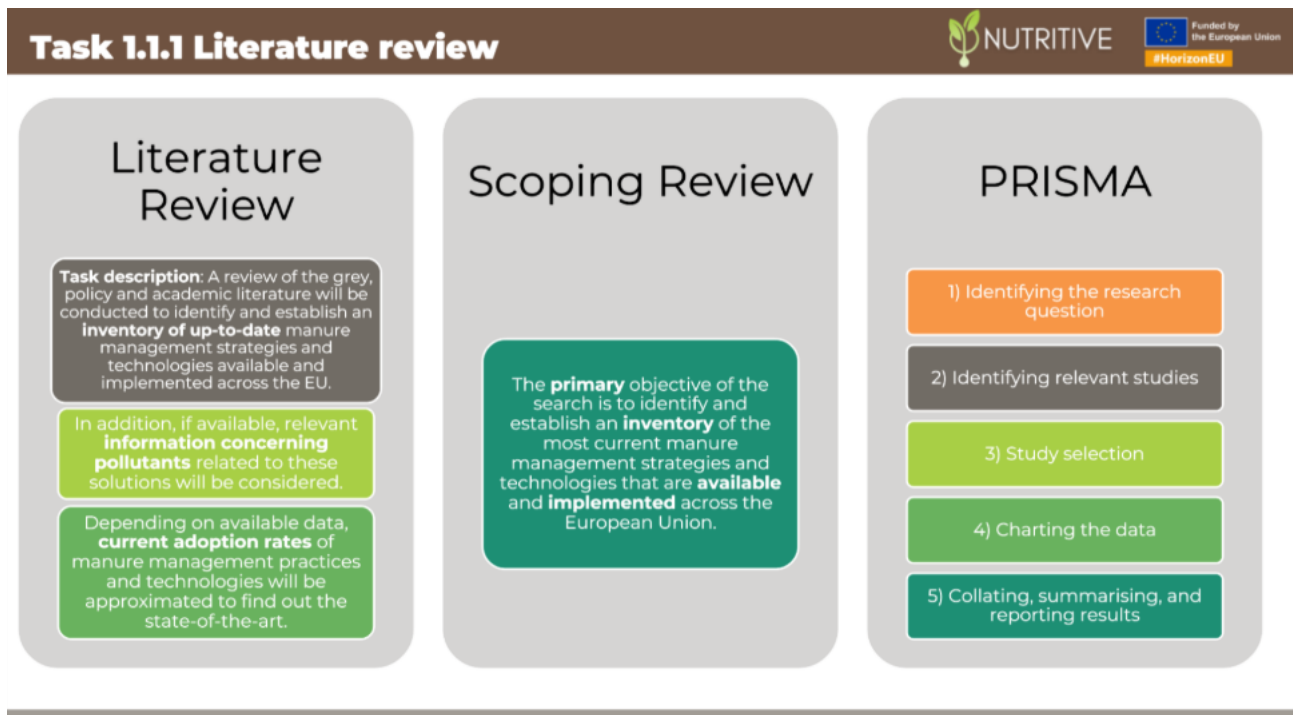 Task 1.1.1 Literature review
NUTRITIVE
Funded by
the European Union
#HorizonEU
Literature
Review
Task description: A review of the grey,
policy and academic literature will be
conducted to identify and establish an
inventory of up-to-date manure
management strategies and
technologies available and
implemented across the EU.
In addition, if available, relevant
information concerning
pollutants related to these
solutions will be considered.
Depending on available data,
current adoption rates of
manure management practices
and technologies will be
approximated to find out the
state-of-the-art.
Scoping Review
The primary objective of the
search is to identify and
establish an inventory of the
most current manure
management strategies and
technologies that are available
and implemented across the
European Union.
PRISMA
1) Identifying the research
question
2) Identifying relevant studies
3) Study selection
4) Charting the data
5) Collating, summarising, and
reporting results